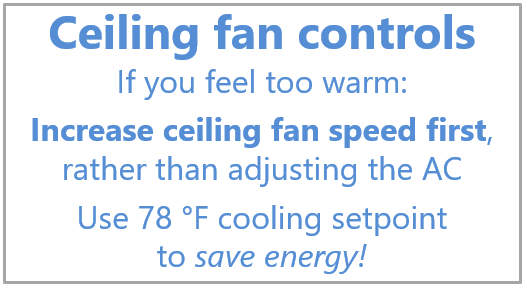 Ceiling fan controls
If you feel too warm:
Increase ceiling fan speed first,
rather than adjusting the AC
Use 78 °F cooling setpoint
to save energy!